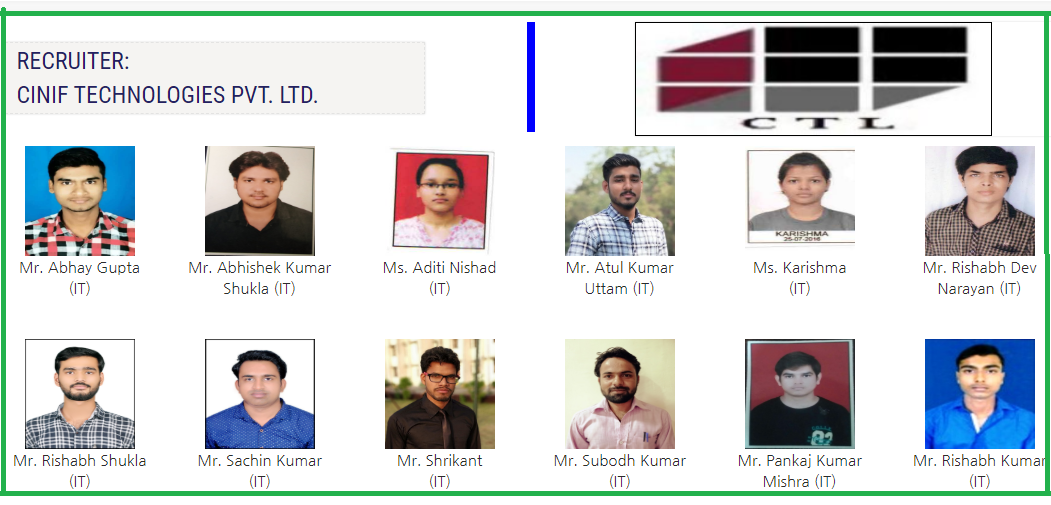 RECRUITER:
CINIF TECHNOLOGIES PVT. LTD.
CTL
KARISHMA
25-07-2016
Mr. Abhay Gupta
(IT)
Mr. Abhishek Kumar
Shukla (IT)
Ms. Aditi Nishad
(IT)
Mr. Atul Kumar
Uttam (IT)
Ms. Karishma
(IT)
Mr. Rishabh Dev
Narayan (IT)
82
Mr. Rishabh Shukla
(IT)
Mr. Sachin Kumar
(IT)
Mr. Shrikant
(IT)
Mr. Subodh Kumar
(IT)
Mr. Pankaj Kumar
Mishra (IT)
Mr. Rishabh Kumar
(IT)